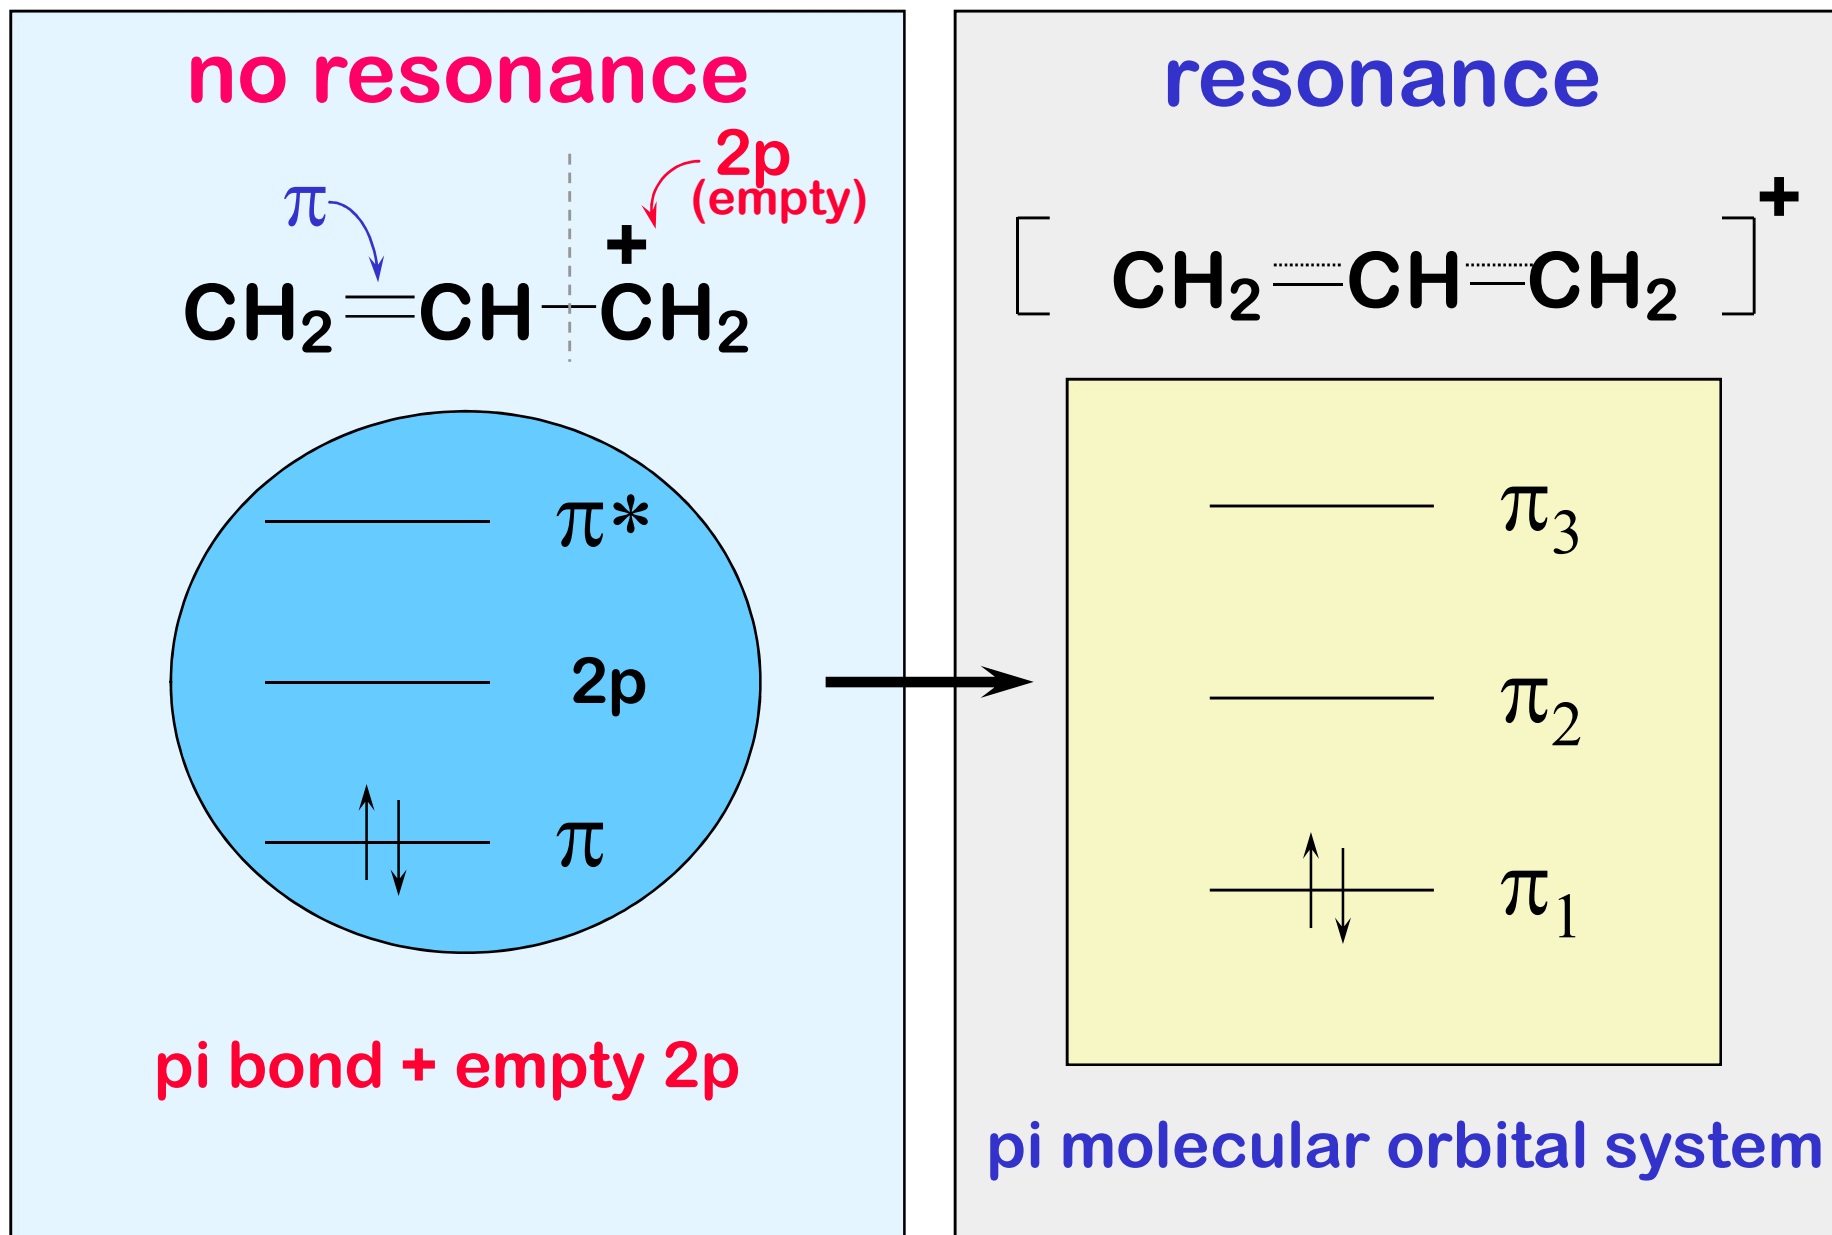 no resonance
2p
(empty)
π
+
CH₂=CH-CH₂
π*
2p
π
pi bond + empty 2p
resonance
+
[CH₂=CH-CH₂]
π₃
π₂
π₁
pi molecular orbital system